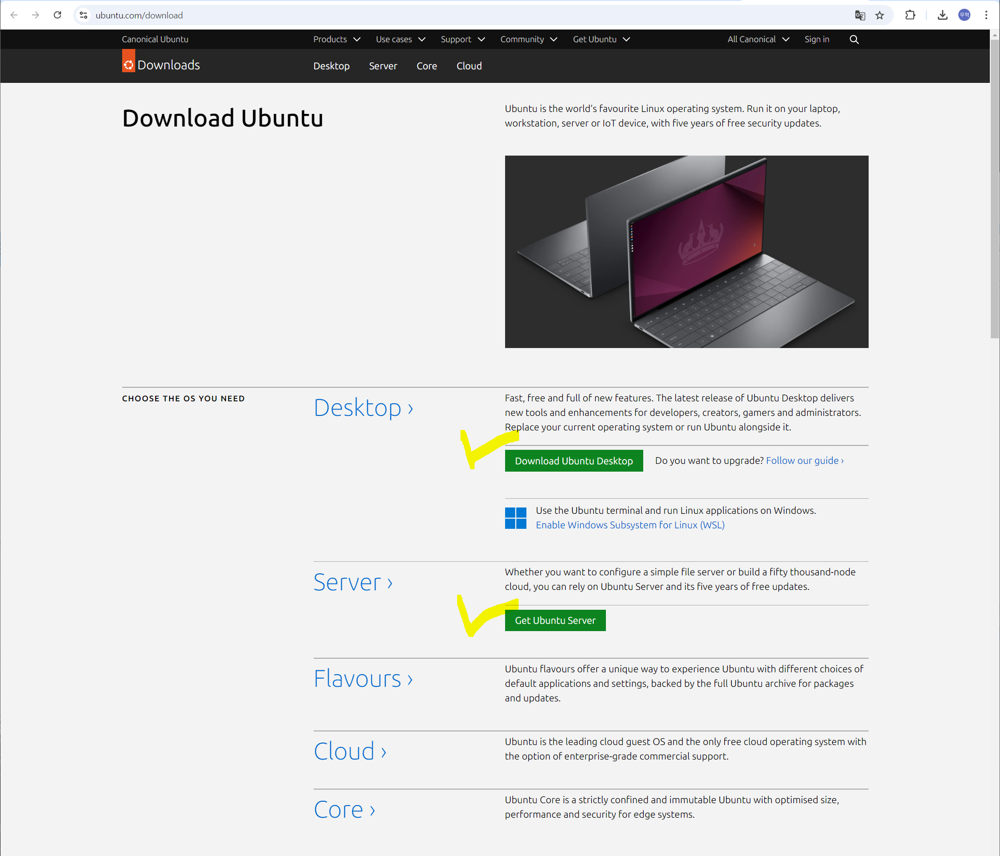 ubuntu.com/download
무혁
Canonical Ubuntu
Products
Use cases
Support
Community
Get Ubuntu
All Canonical
Sign in
Downloads
Desktop
Server
Core
Cloud
Download Ubuntu
Ubuntu is the world’s favourite Linux operating system. Run it on your laptop,
workstation, server or IoT device, with five years of free security updates.
CHOOSE THE OS YOU NEED
Desktop ›
Fast, free and full of new features. The latest release of Ubuntu Desktop delivers
new tools and enhancements for developers, creators, gamers and administrators.
Replace your current operating system or run Ubuntu alongside it.
Download Ubuntu Desktop
Do you want to upgrade? Follow our guide ›
Use the Ubuntu terminal and run Linux applications on Windows.
Enable Windows Subsystem for Linux (WSL)
Server ›
Whether you want to configure a simple file server or build a fifty thousand-node
cloud, you can rely on Ubuntu Server and its five years of free updates.
Get Ubuntu Server
Flavours ›
Ubuntu flavours offer a unique way to experience Ubuntu with different choices of
default applications and settings, backed by the full Ubuntu archive for packages
and updates.
Cloud ›
Ubuntu is the leading cloud guest OS and the only free cloud operating system with
the option of enterprise-grade commercial support.
Core ›
Ubuntu Core is a strictly confined and immutable Ubuntu with optimised size,
performance and security for edge systems.